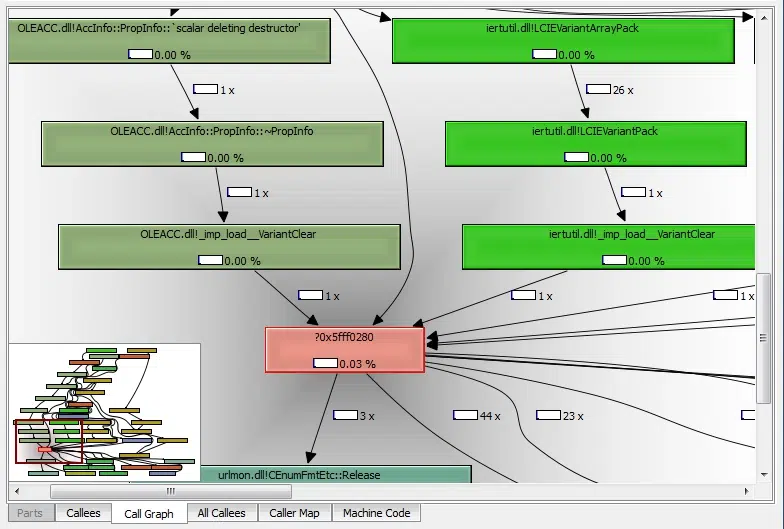 OLEACC.dll!AccInfo::PropInfo::`scalar deleting destructor'
0.00 %
iertutil.dll!LCIEVariantArrayPack
0.00 %
1 x
26 x
OLEACC.dll!AccInfo::PropInfo::~PropInfo
0.00 %
iertutil.dll!LCIEVariantPack
0.00 %
1 x
1 x
OLEACC.dll!_imp_load__VariantClear
0.00 %
iertutil.dll!_imp_load__VariantClear
0.00 %
1 x
1 x
1 x
?0x5fff0280
0.03 %
3 x
44 x
23 x
urlmon.dll!CEnumFmtEtc::Release
Parts
Callees
Call Graph
All Callees
Caller Map
Machine Code